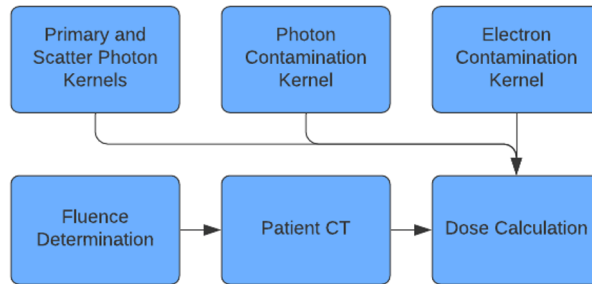 Primary and
Scatter Photon
Kernels
Photon
Contamination
Kernel
Electron
Contamination
Kernel
Fluence
Determination
Patient CT
Dose Calculation